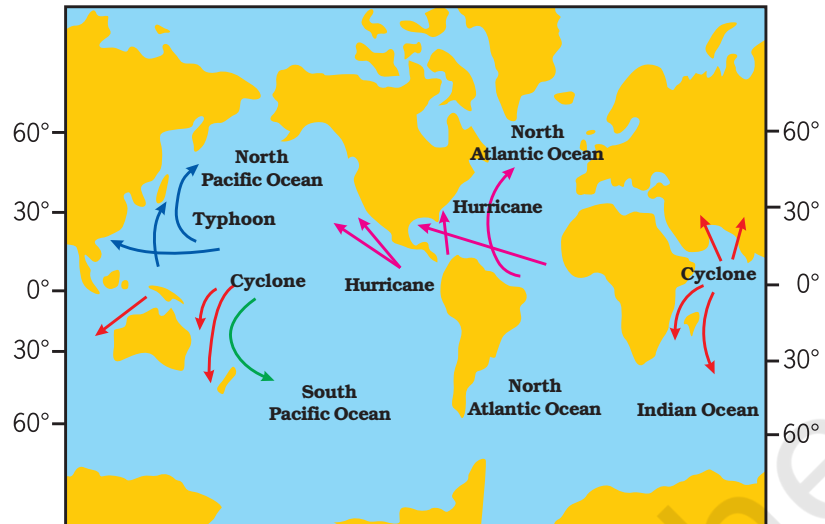 60°
60°
North
Atlantic Ocean
North
Pacific Ocean
30°
Typhoon
Hurricane
30°
0°
Cyclone
Hurricane
Cyclone
0°
30°
30°
South
Pacific Ocean
North
Atlantic Ocean
Indian Ocean
60°
60°